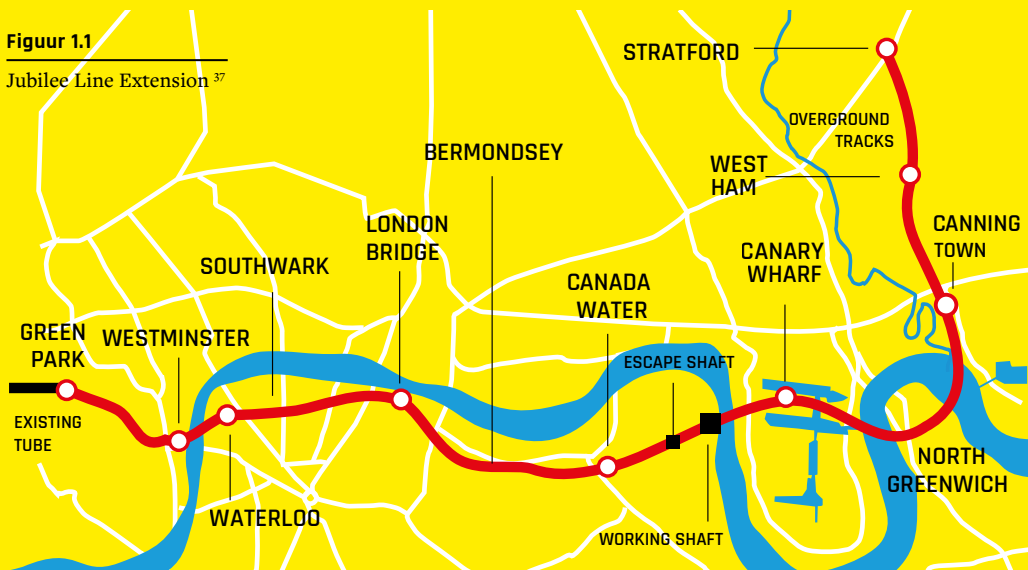 Figuur 1.1
Jubilee Line Extension 37
STRATFORD
OVERGROUND
TRACKS
BERMONDSEY
WEST
HAM
LONDON
BRIDGE
CANNING
TOWN
SOUTHWARK
CANARY
WHARF
CANADA
WATER
GREEN
PARK
WESTMINSTER
ESCAPE SHAFT
EXISTING
TUBE
NORTH
GREENWICH
WATERLOO
WORKING SHAFT